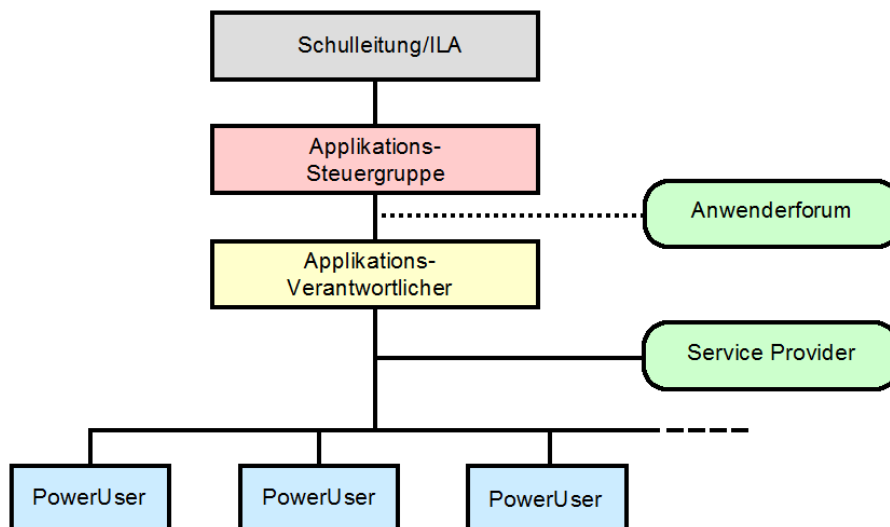 Schulleitung/ILA
Applikations-
Steuergruppe
Anwenderforum
Applikations-
Verantwortlicher
Service Provider
PowerUser
PowerUser
PowerUser